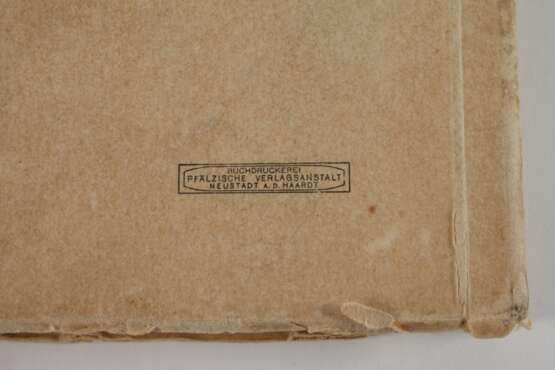 BUCHDRUCKEREI
PFÄLZISCHE VERLAGSANSTALT
NEUSTADT A.D. HAARDT